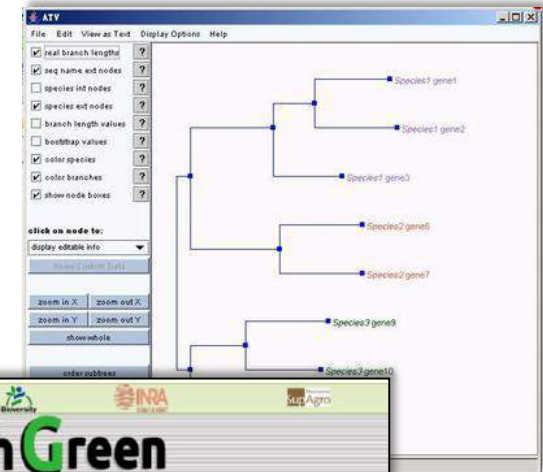 ATV
File Edit View as Text Display Options Help
real branch lengths ?
seq name ext nodes ?
species int nodes ?
species ext nodes ?
branch length values ?
bootstrap values ?
color species ?
color branches ?
show node boxes ?
click on node to:
display editable info
zoom in X zoom out X
zoom in Y zoom out Y
show whole
order subtrees
Species1 gene1
Species1 gene2
Species1 gene3
Species2 gene6
Species2 gene7
Species3 gene9
Species3 gene10
Bioversity
INRA
SupAgro
Green